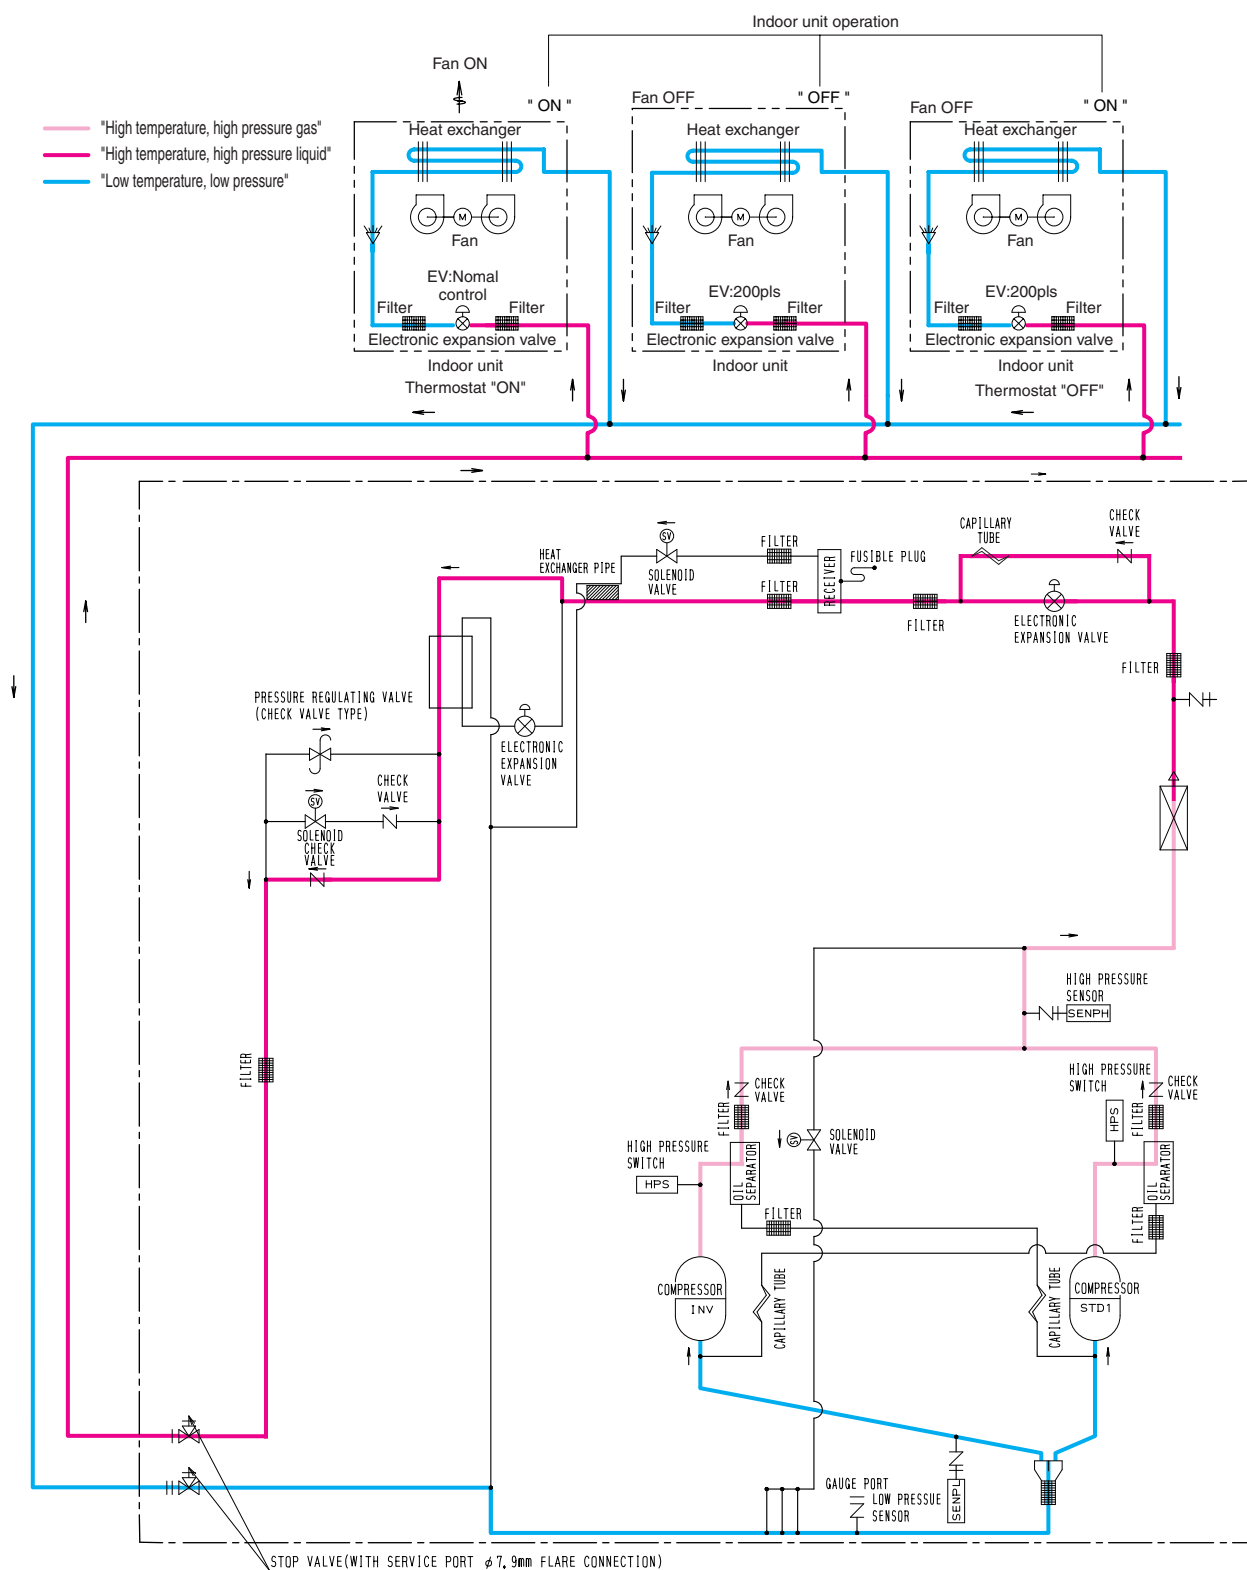 Indoor unit operation
Fan ON
" ON "
Fan OFF
" OFF "
Fan OFF
" ON "
"High temperature, high pressure gas"
"High temperature, high pressure liquid"
"Low temperature, low pressure"
Heat exchanger
Heat exchanger
Heat exchanger
M
M
M
Fan
Fan
Fan
EV:Nomal
control
EV:200pls
EV:200pls
Filter
Filter
Filter
Filter
Filter
Filter
Electronic expansion valve
Electronic expansion valve
Electronic expansion valve
Indoor unit
Thermostat "ON"
Indoor unit
Indoor unit
Thermostat "OFF"
HEAT
EXCHANGER PIPE
SV
SOLENOID
VALVE
FILTER
FILTER
RECEIVER
FUSIBLE PLUG
FILTER
CAPILLARY
TUBE
CHECK
VALVE
ELECTRONIC
EXPANSION VALVE
FILTER
PRESSURE REGULATING VALVE
(CHECK VALVE TYPE)
ELECTRONIC
EXPANSION
VALVE
SV
CHECK
VALVE
SOLENOID
CHECK
VALVE
FILTER
HIGH PRESSURE
SENSOR
SENPH
HIGH PRESSURE
SWITCH
HPS
CHECK
VALVE
FILTER
CHECK
VALVE
FILTER
SV
SOLENOID
VALVE
HIGH PRESSURE
SWITCH
HPS
OIL
SEPARATOR
OIL
SEPARATOR
FILTER
FILTER
COMPRESSOR
INV
CAPILLARY TUBE
CAPILLARY TUBE
COMPRESSOR
STD1
GAUGE PORT
LOW PRESSUE
SENSOR
SENPL
STOP VALVE(WITH SERVICE PORT φ7.9mm FLARE CONNECTION)